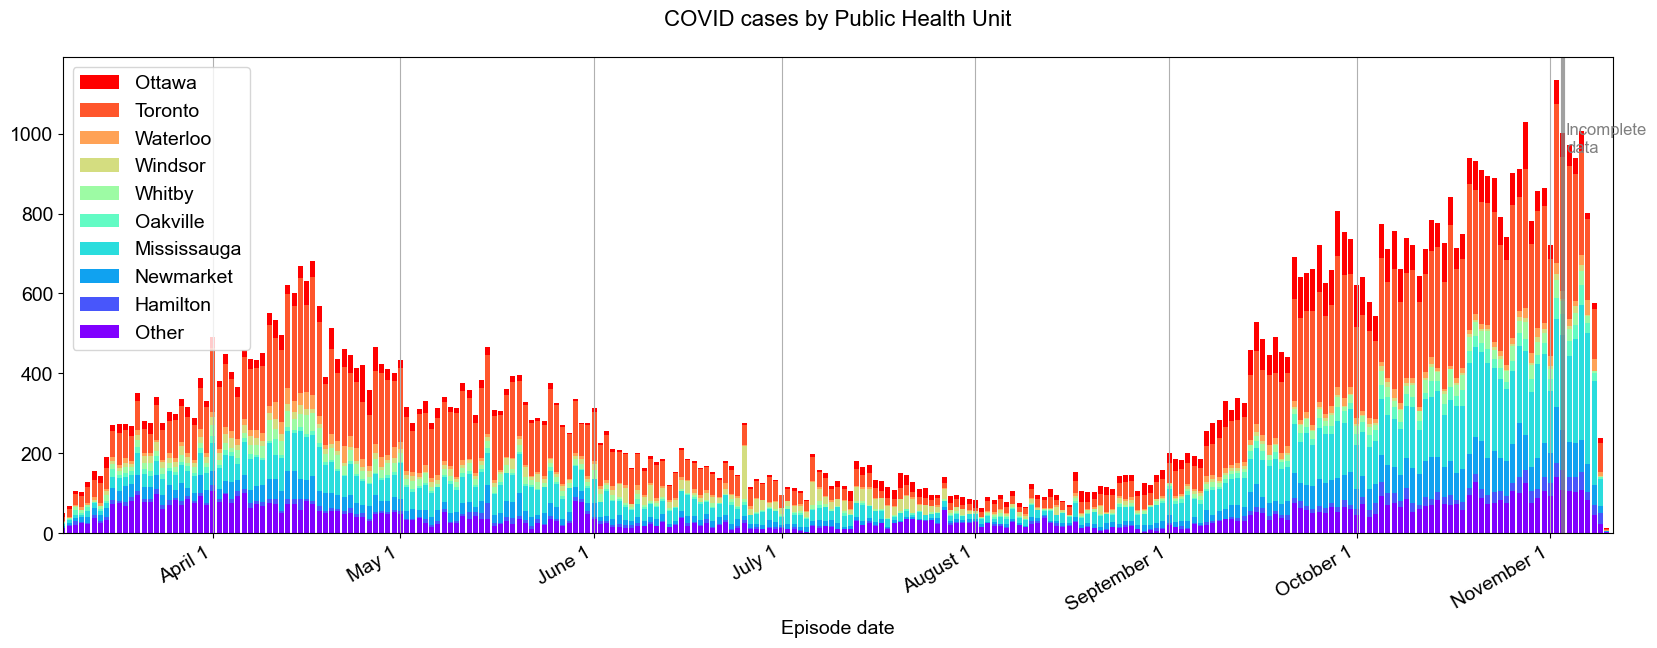 COVID cases by Public Health Unit
Ottawa
Toronto
Waterloo
Windsor
Whitby
Oakville
Mississauga
Newmarket
Hamilton
Other
1000
800
600
400
200
0
Incomplete
data
April 1
May 1
June 1
July 1
August 1
September 1
October 1
November 1
Episode date